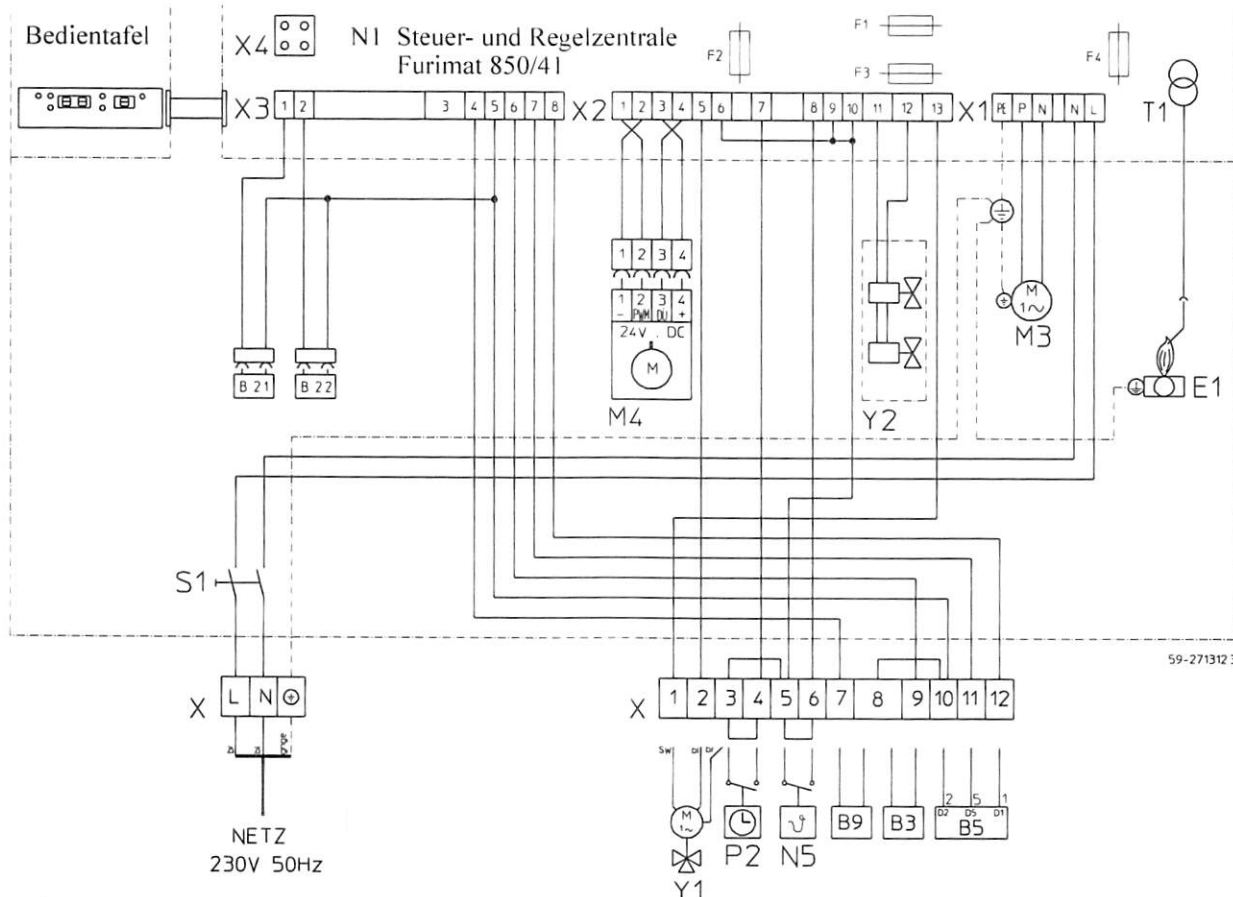 Bedientafel
X4
N1 Steuer- und Regelzentrale
Furimat 850/41
F2
F1
F3
F4
T1
X3
1 2 3 4 5 6 7 8
X2
1 2 3 4 5 6 7 8 9 10 11 12 13
X1
PE P N N L
1 2 3 4
1 2 3 4
- PWM DU +
24V . DC
M
M4
B 21
B 22
Y2
M
1~
M3
E1
S1
59-271312 3
X
L N
NETZ
230V 50Hz
X
1 2 3 4 5 6 7 8 9 10 11 12
SW
M
1~
Y1
P2
ϑ
N5
B9
B3
2 5 1
D2 D5 D1
B5